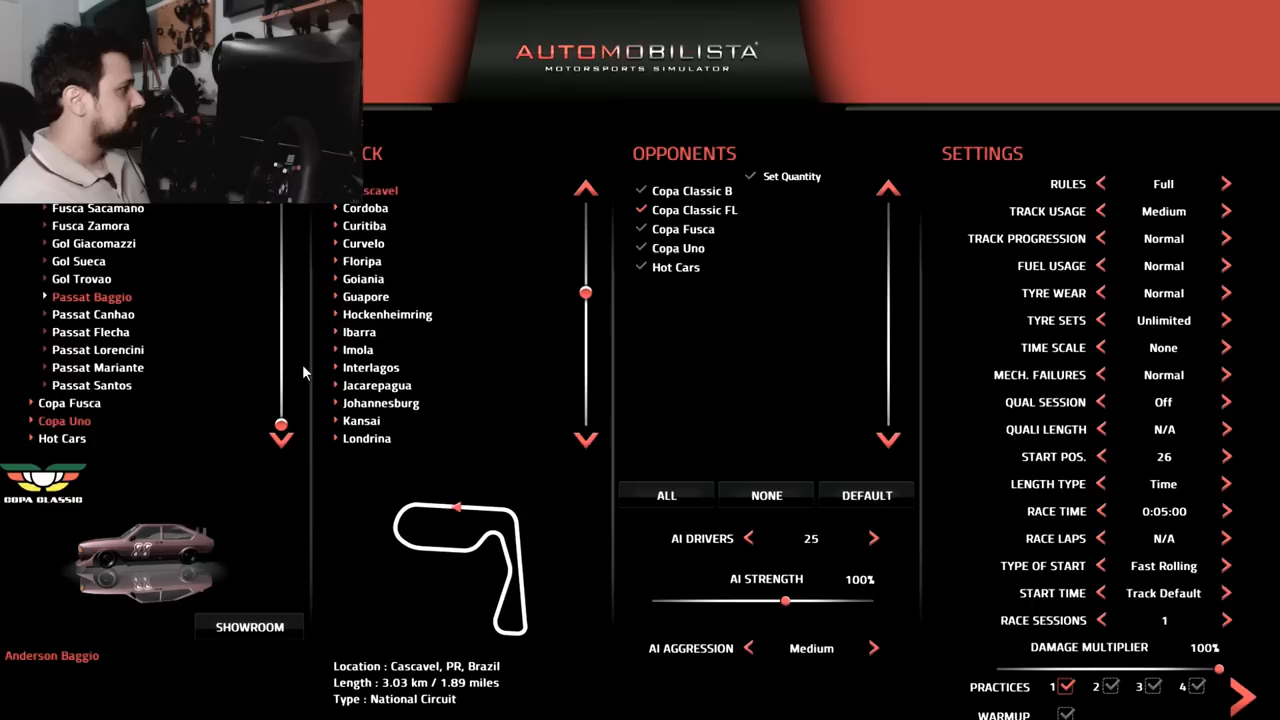 AUTOMOBILISTA
MOTORSPORTS SIMULATOR
Fusca Sacamano
Fusca Zamora
Gol Giacomazzi
Gol Sueca
Gol Trovao
Passat Baggio
Passat Canhao
Passat Flecha
Passat Lorencini
Passat Mariante
Passat Santos
Copa Fusca
Copa Uno
Hot Cars
COPA CLASSIC
88
SHOWROOM
Anderson Baggio
CK
scavel
Cordoba
Curitiba
Curvelo
Floripa
Goiania
Guapore
Hockenheimring
Ibarra
Imola
Interlagos
Jacarepagua
Johannesburg
Kansai
Londrina
Location : Cascavel, PR, Brazil
Length : 3.03 km / 1.89 miles
Type : National Circuit
OPPONENTS
Set Quantity
Copa Classic B
Copa Classic FL
Copa Fusca
Copa Uno
Hot Cars
ALL NONE DEFAULT
AI DRIVERS 25
AI STRENGTH 100%
AI AGGRESSION Medium
SETTINGS
RULES Full
TRACK USAGE Medium
TRACK PROGRESSION Normal
FUEL USAGE Normal
TYRE WEAR Normal
TYRE SETS Unlimited
TIME SCALE None
MECH. FAILURES Normal
QUAL SESSION Off
QUALI LENGTH N/A
START POS. 26
LENGTH TYPE Time
RACE TIME 0:05:00
RACE LAPS N/A
TYPE OF START Fast Rolling
START TIME Track Default
RACE SESSIONS 1
DAMAGE MULTIPLIER 100%
PRACTICES 1 2 3 4
WARMUP